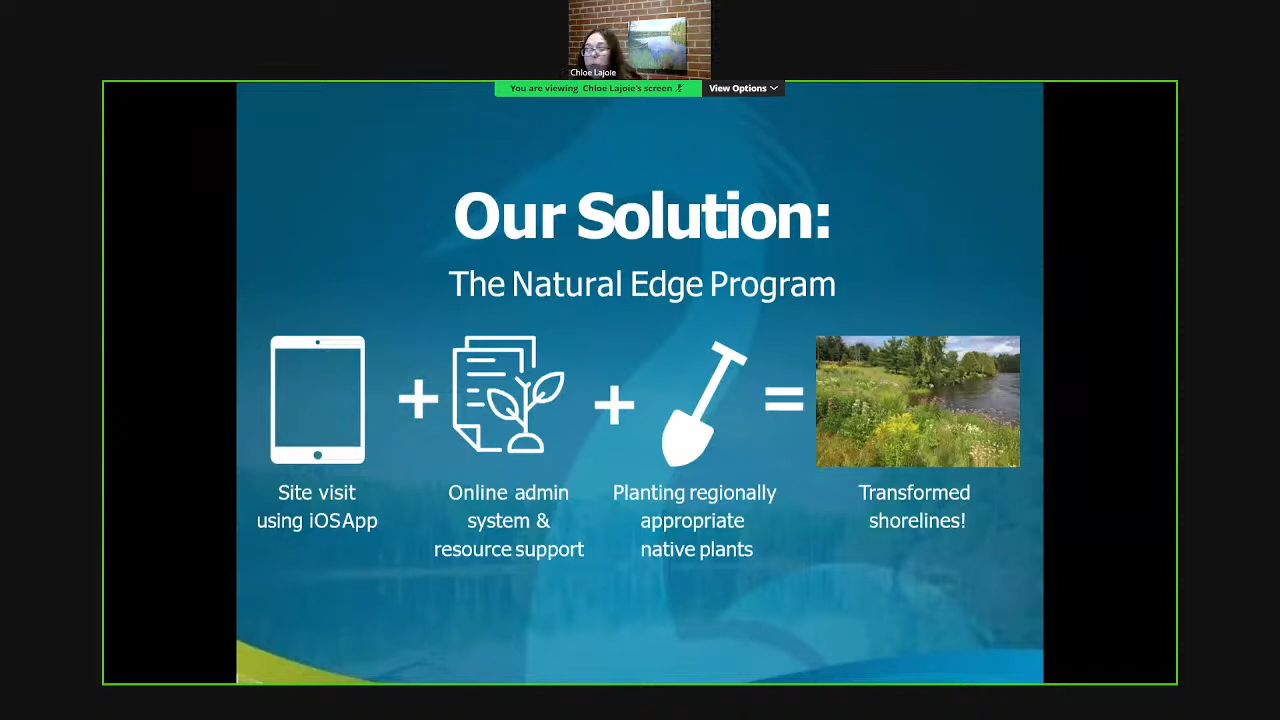 Chloe Lajoie
You are viewing Chloe Lajoie's screen
View Options
Our Solution:
The Natural Edge Program
+
+
=
Site visit
using iOS App
Online admin
system &
resource support
Planting regionally
appropriate
native plants
Transformed
shorelines!